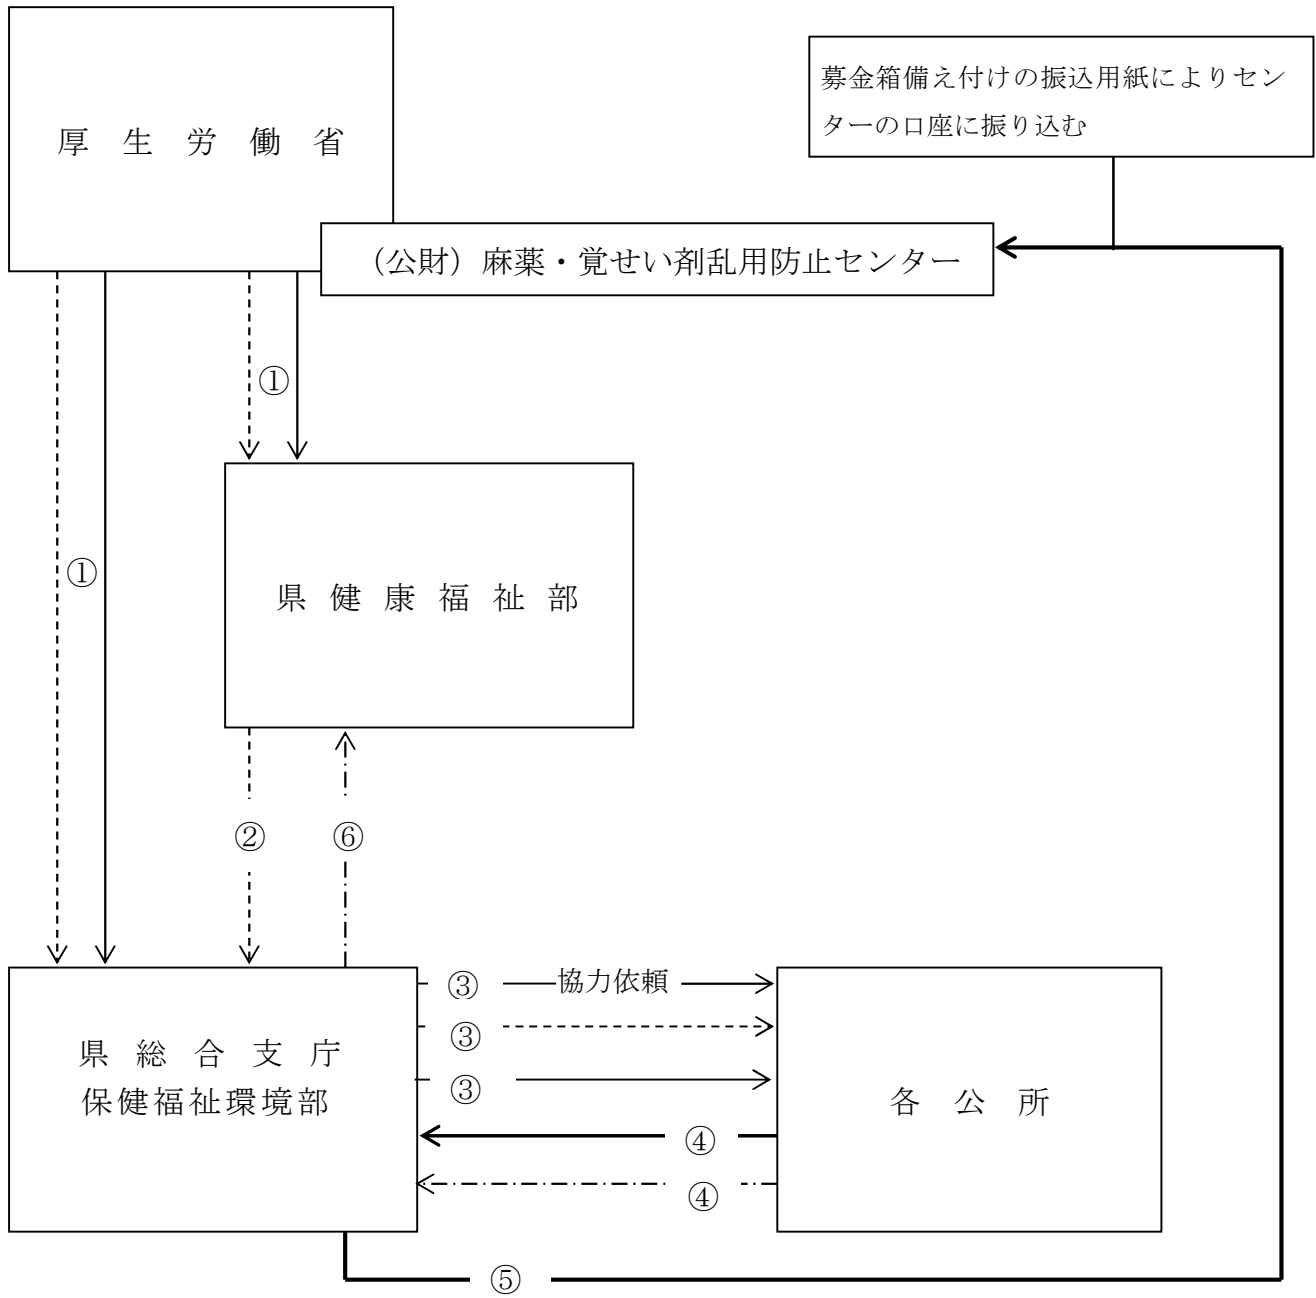 厚生労働省
募金箱備え付けの振込用紙によりセン
ターの口座に振り込む
（公財）麻薬・覚せい剤乱用防止センター
①
①
県健康福祉部
②
⑥
③
協力依頼
③
③
県総合支庁
保健福祉環境部
各公所
④
④
⑤